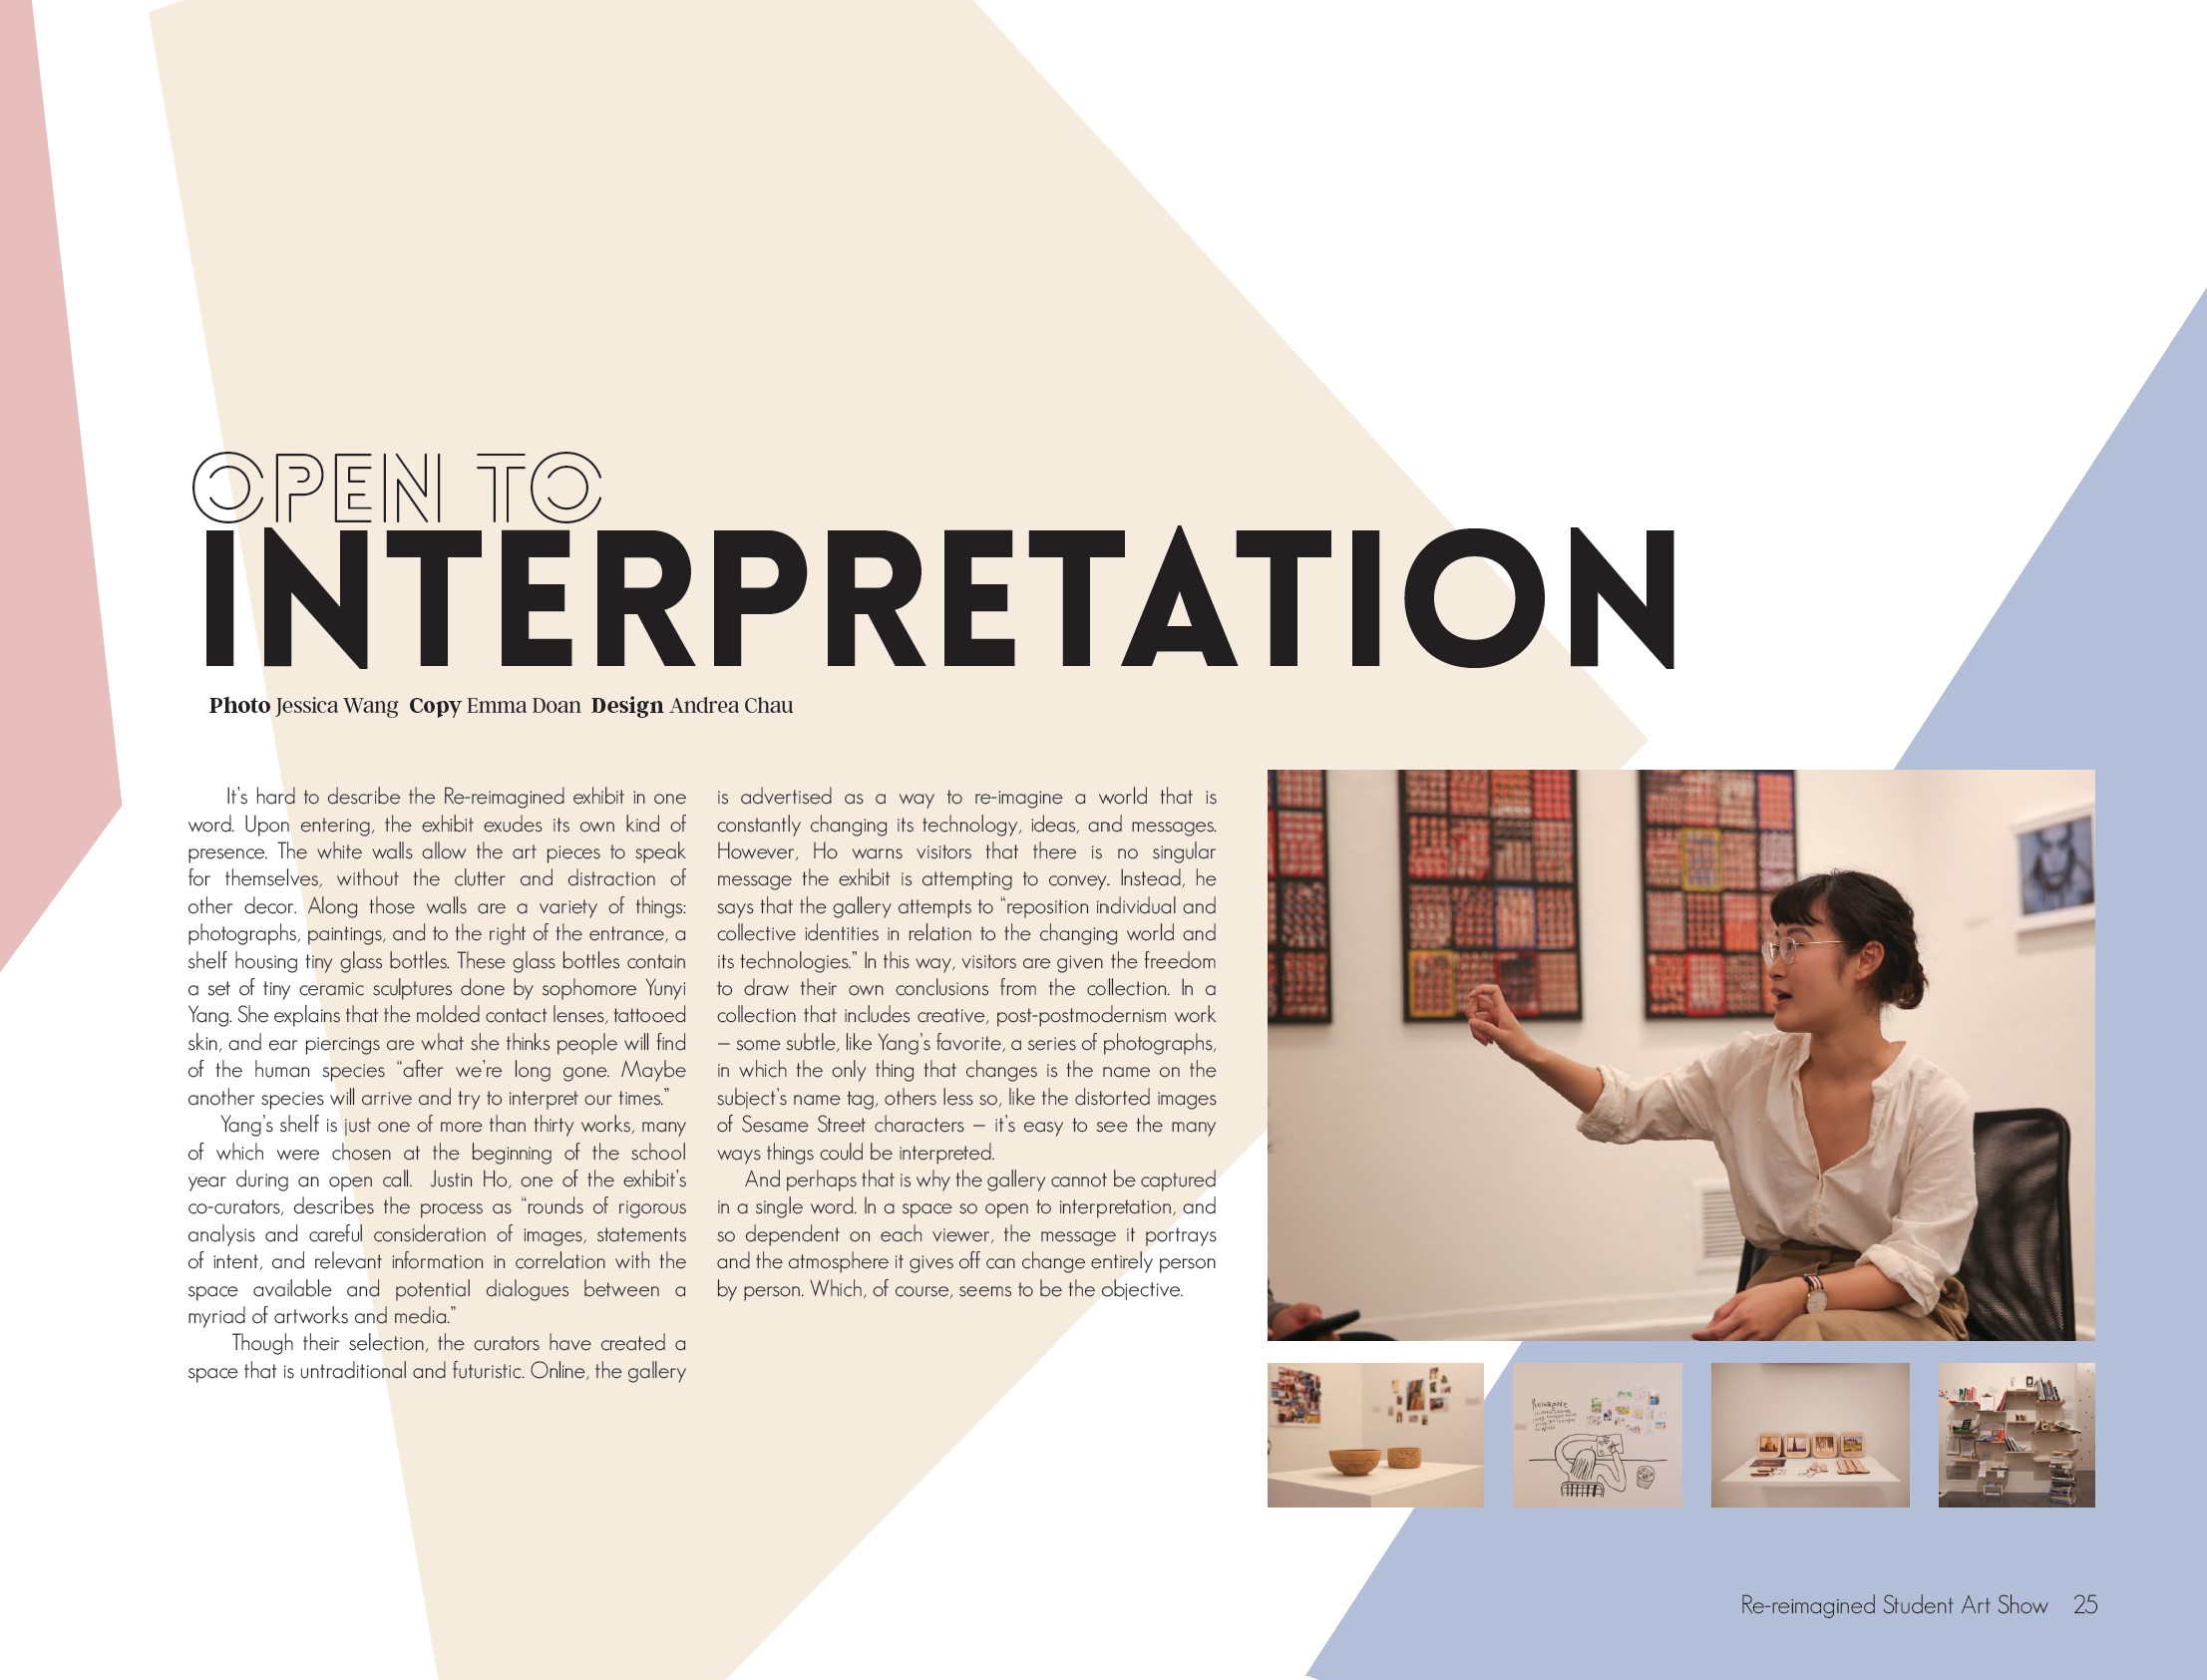 OPEN TO
INTERPRETATION
Photo Jessica Wang Copy Emma Doan Design Andrea Chau
It's hard to describe the Re-reimagined exhibit in one
word. Upon entering, the exhibit exudes its own kind of
presence. The white walls allow the art pieces to speak
for themselves, without the clutter and distraction of
other decor. Along those walls are a variety of things:
photographs, paintings, and to the right of the entrance, a
shelf housing tiny glass bottles. These glass bottles contain
a set of tiny ceramic sculptures done by sophomore Yunyi
Yang. She explains that the molded contact lenses, tattooed
skin, and ear piercings are what she thinks people will find
of the human species “after we're long gone. Maybe
another species will arrive and try to interpret our times.”
Yang's shelf is just one of more than thirty works, many
of which were chosen at the beginning of the school
year during an open call. Justin Ho, one of the exhibit's
co-curators, describes the process as “rounds of rigorous
analysis and careful consideration of images, statements
of intent, and relevant information in correlation with the
space available and potential dialogues between a
myriad of artworks and media.”
Though their selection, the curators have created a
space that is untraditional and futuristic. Online, the gallery
is advertised as a way to re-imagine a world that is
constantly changing its technology, ideas, and messages.
However, Ho warns visitors that there is no singular
message the exhibit is attempting to convey. Instead, he
says that the gallery attempts to “reposition individual and
collective identities in relation to the changing world and
its technologies.” In this way, visitors are given the freedom
to draw their own conclusions from the collection. In a
collection that includes creative, post-postmodernism work
– some subtle, like Yang's favorite, a series of photographs,
in which the only thing that changes is the name on the
subject's name tag, others less so, like the distorted images
of Sesame Street characters – it's easy to see the many
ways things could be interpreted.
And perhaps that is why the gallery cannot be captured
in a single word. In a space so open to interpretation, and
so dependent on each viewer, the message it portrays
and the atmosphere it gives off can change entirely person
by person. Which, of course, seems to be the objective.
Re-reimagined Student Art Show 25